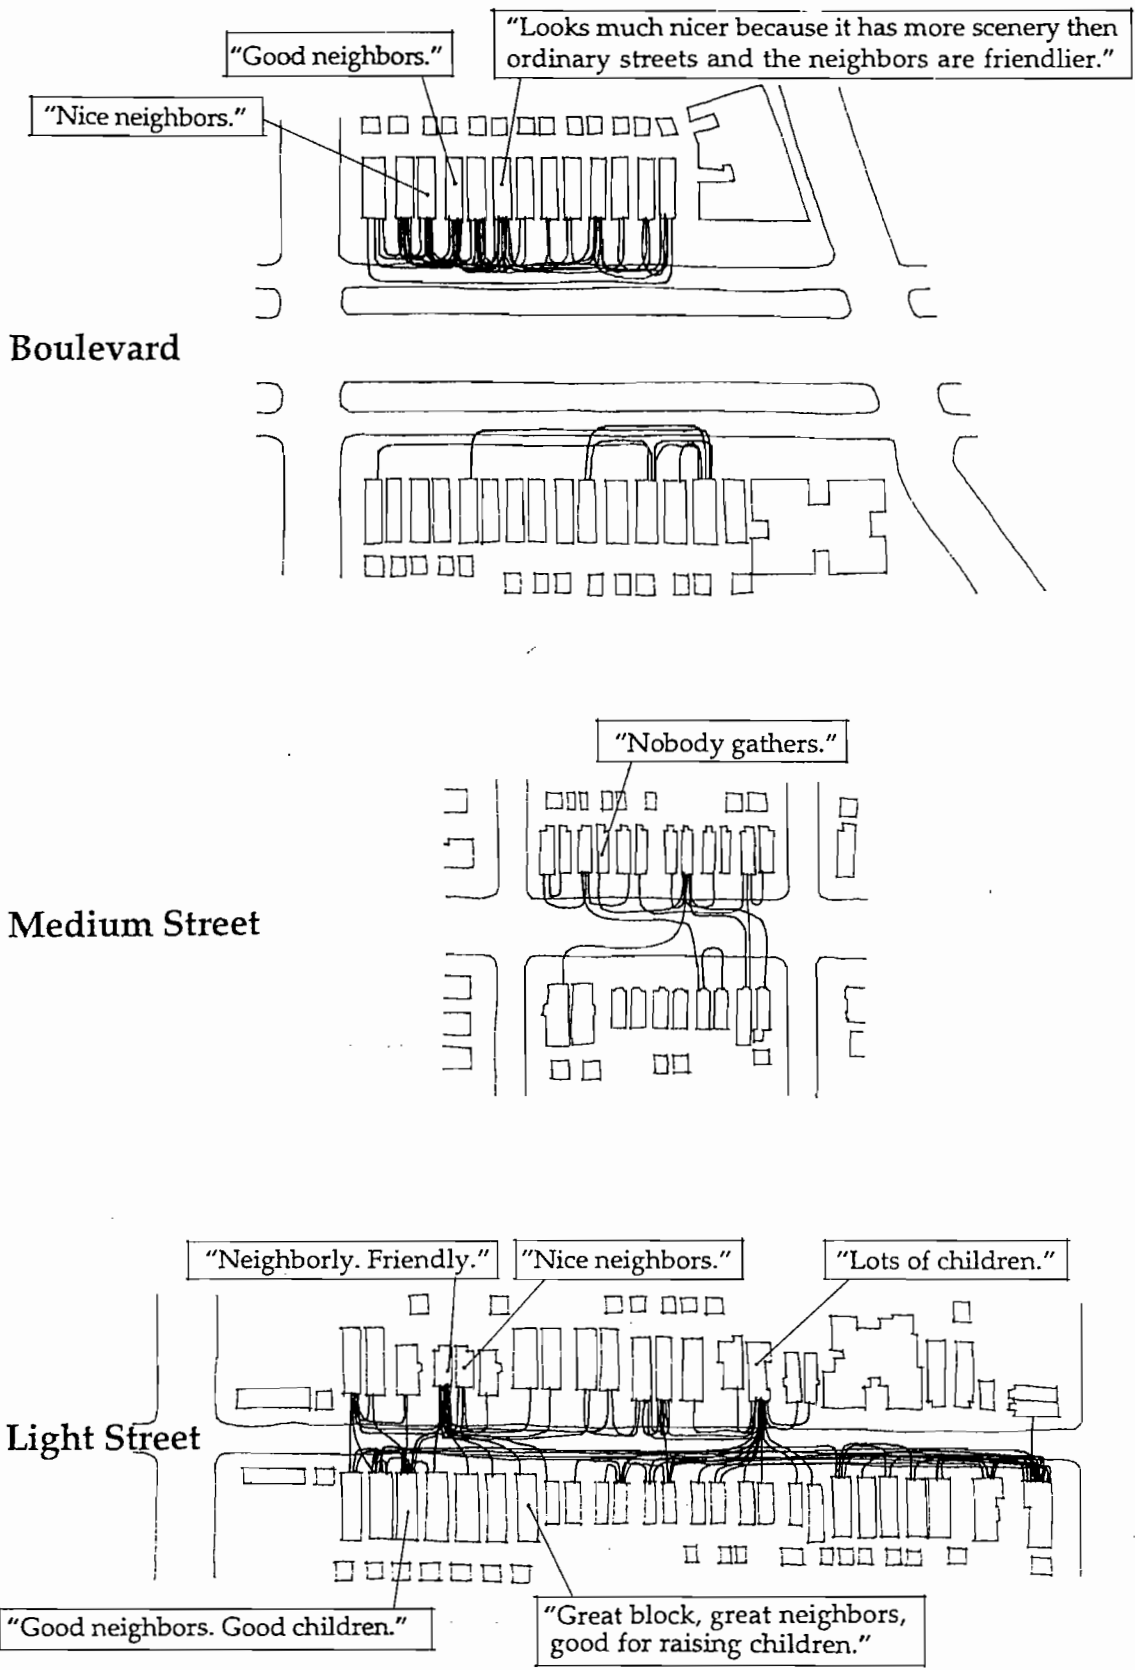 "Looks much nicer because it has more scenery then
ordinary streets and the neighbors are friendlier."
"Good neighbors."
"Nice neighbors."
Boulevard
"Nobody gathers."
Medium Street
"Neighborly. Friendly."
"Nice neighbors."
"Lots of children."
Light Street
"Good neighbors. Good children."
"Great block, great neighbors,
good for raising children."